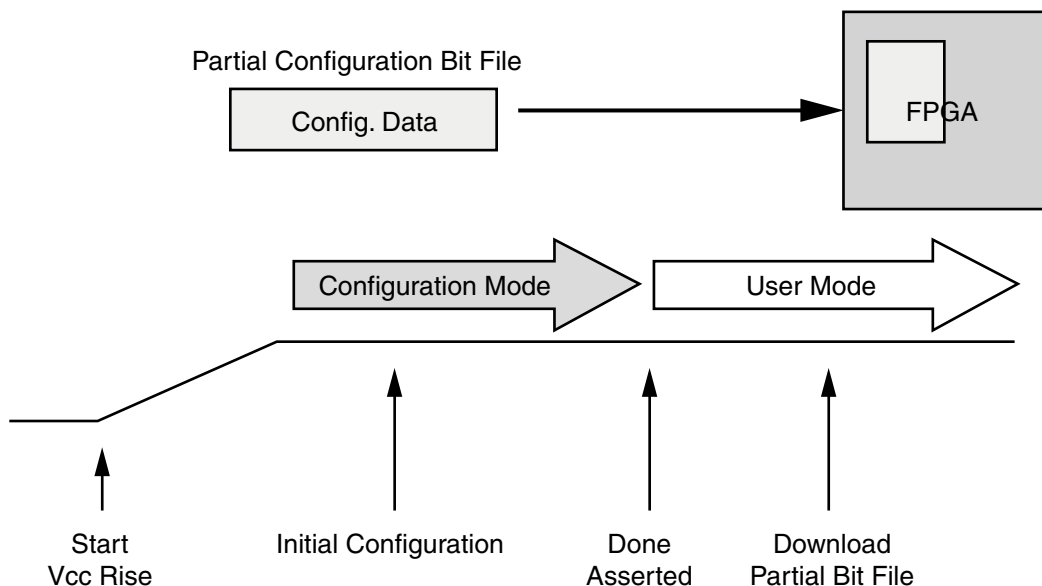 Partial Configuration Bit File
Config. Data
FPGA
Configuration Mode
User Mode
Start
Vcc Rise
Initial Configuration
Done
Asserted
Download
Partial Bit File